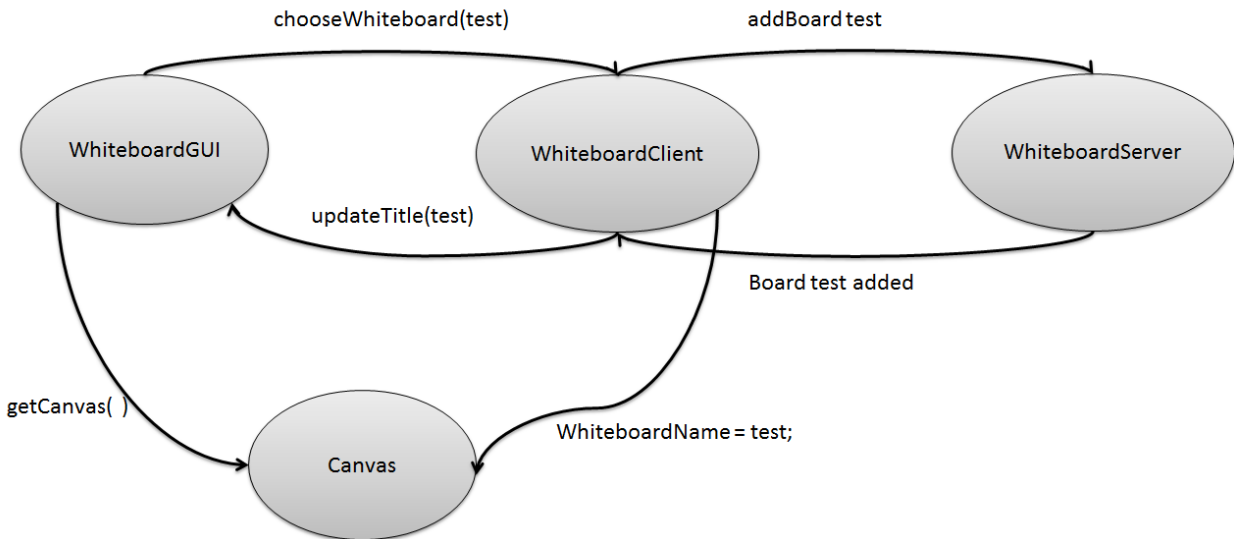 chooseWhiteboard(test)
addBoard test
WhiteboardGUI
WhiteboardClient
WhiteboardServer
updateTitle(test)
Board test added
getCanvas( )
WhiteboardName = test;
Canvas